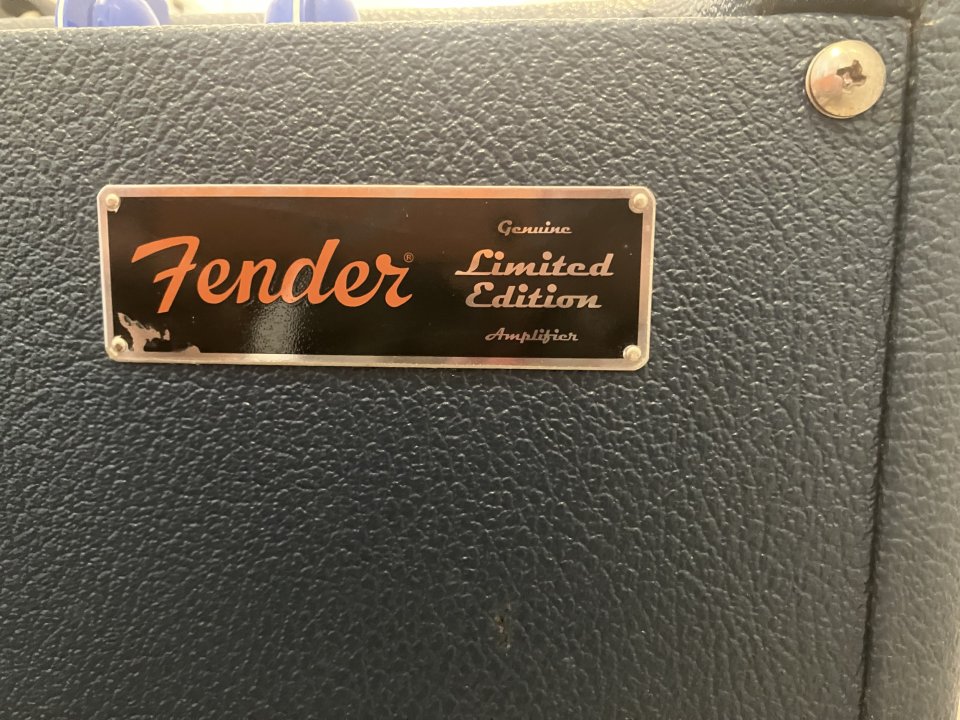 Fender®
Genuine
Limited
Edition
Amplifier